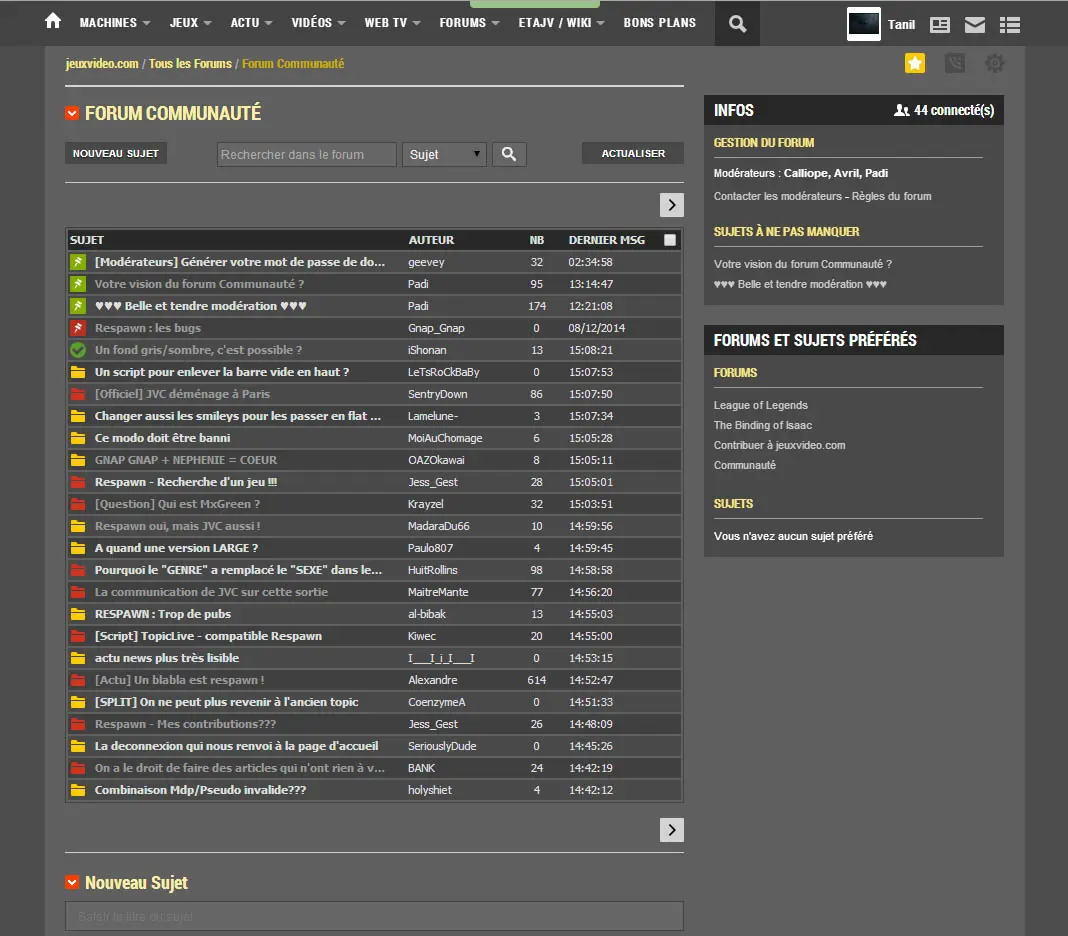 MACHINES JEUX ACTU VIDÉOS WEB TV FORUMS ETAJV / WIKI BONS PLANS Tanil
jeuxvideo.com / Tous les Forums / Forum Communauté
FORUM COMMUNAUTÉ
NOUVEAU SUJET Rechercher dans le forum Sujet ACTUALISER
SUJET AUTEUR NB DERNIER MSG
[Modérateurs] Générer votre mot de passe de do... geevey 32 02:34:58
Votre vision du forum Communauté ? Padi 95 13:14:47
♥♥♥ Belle et tendre modération ♥♥♥ Padi 174 12:21:08
Respawn : les bugs Gnap_Gnap 0 08/12/2014
Un fond gris/sombre, c'est possible ? iShonan 13 15:08:21
Un script pour enlever la barre vide en haut ? LeTsRoCkBaBy 0 15:07:53
[Officiel] JVC déménage à Paris SentryDown 86 15:07:50
Changer aussi les smileys pour les passer en flat ... Lamelune- 3 15:07:34
Ce modo doit être banni MoiAuChomage 6 15:05:28
GNAP GNAP + NEPHENIE = COEUR OAZOkawai 8 15:05:11
Respawn - Recherche d'un jeu !!! Jess_Gest 28 15:05:01
[Question] Qui est MxGreen ? Krayzel 32 15:03:51
Respawn oui, mais JVC aussi ! MadaraDu66 10 14:59:56
A quand une version LARGE ? Paulo807 4 14:59:45
Pourquoi le "GENRE" a remplacé le "SEXE" dans le... HuitRollins 98 14:58:58
La communication de JVC sur cette sortie MaitreMante 77 14:56:20
RESPAWN : Trop de pubs al-bibak 13 14:55:03
[Script] TopicLive - compatible Respawn Kiwec 20 14:55:00
actu news plus très lisible I___I_i_I___I 0 14:53:15
[Actu] Un blabla est respawn ! Alexandre 614 14:52:47
[SPLIT] On ne peut plus revenir à l'ancien topic CoenzymeA 0 14:51:33
Respawn - Mes contributions??? Jess_Gest 26 14:48:09
La deconnexion qui nous renvoi à la page d'accueil SeriouslyDude 0 14:45:26
On a le droit de faire des articles qui n'ont rien à v... BANK 24 14:42:19
Combinaison Mdp/Pseudo invalide??? holyshiet 4 14:42:12
Nouveau Sujet
Saisir le titre du sujet
INFOS 44 connecté(s)
GESTION DU FORUM
Modérateurs : Calliope, Avril, Padi
Contacter les modérateurs - Règles du forum
SUJETS À NE PAS MANQUER
Votre vision du forum Communauté ?
♥♥♥ Belle et tendre modération ♥♥♥
FORUMS ET SUJETS PRÉFÉRÉS
FORUMS
League of Legends
The Binding of Isaac
Contribuer à jeuxvideo.com
Communauté
SUJETS
Vous n'avez aucun sujet préféré